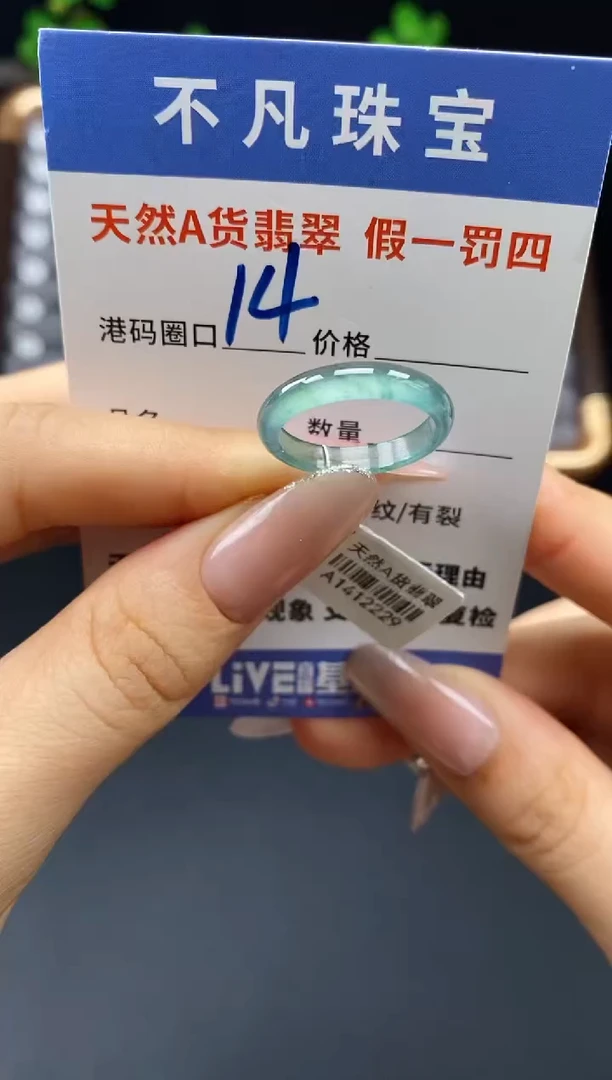 不凡珠宝
天然A货翡翠 假一罚四
港码圈口 14 价格
品名 数量
纹/有裂
理由
现象 复检
天然A货翡翠
A1412229
LiVE